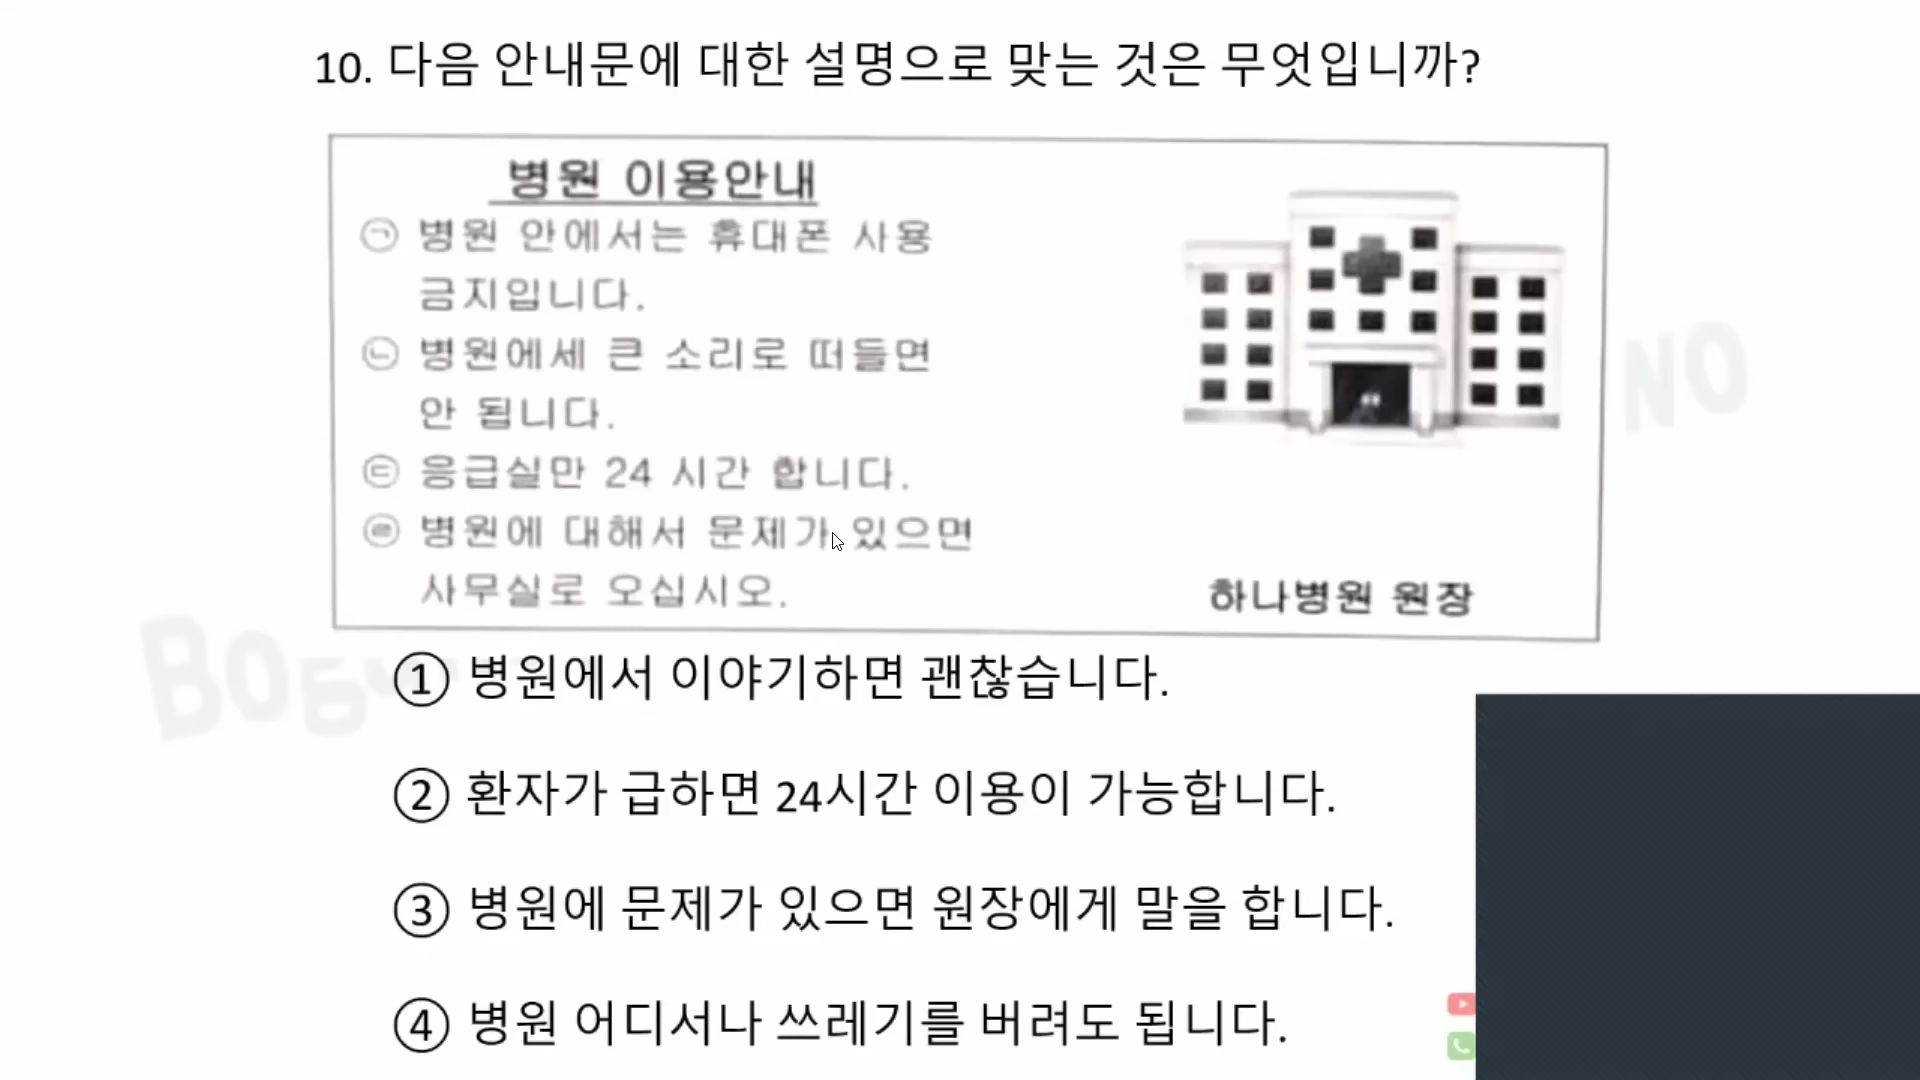 10. 다음 안내문에 대한 설명으로 맞는 것은 무엇입니까?
병원 이용안내
㉠ 병원 안에서는 휴대폰 사용
금지입니다.
㉡ 병원에세 큰 소리로 떠들면
안 됩니다.
㉢ 응급실만 24 시간 합니다.
㉣ 병원에 대해서 문제가 있으면
사무실로 오십시오.
하나병원 원장
① 병원에서 이야기하면 괜찮습니다.
② 환자가 급하면 24시간 이용이 가능합니다.
③ 병원에 문제가 있으면 원장에게 말을 합니다.
④ 병원 어디서나 쓰레기를 버려도 됩니다.